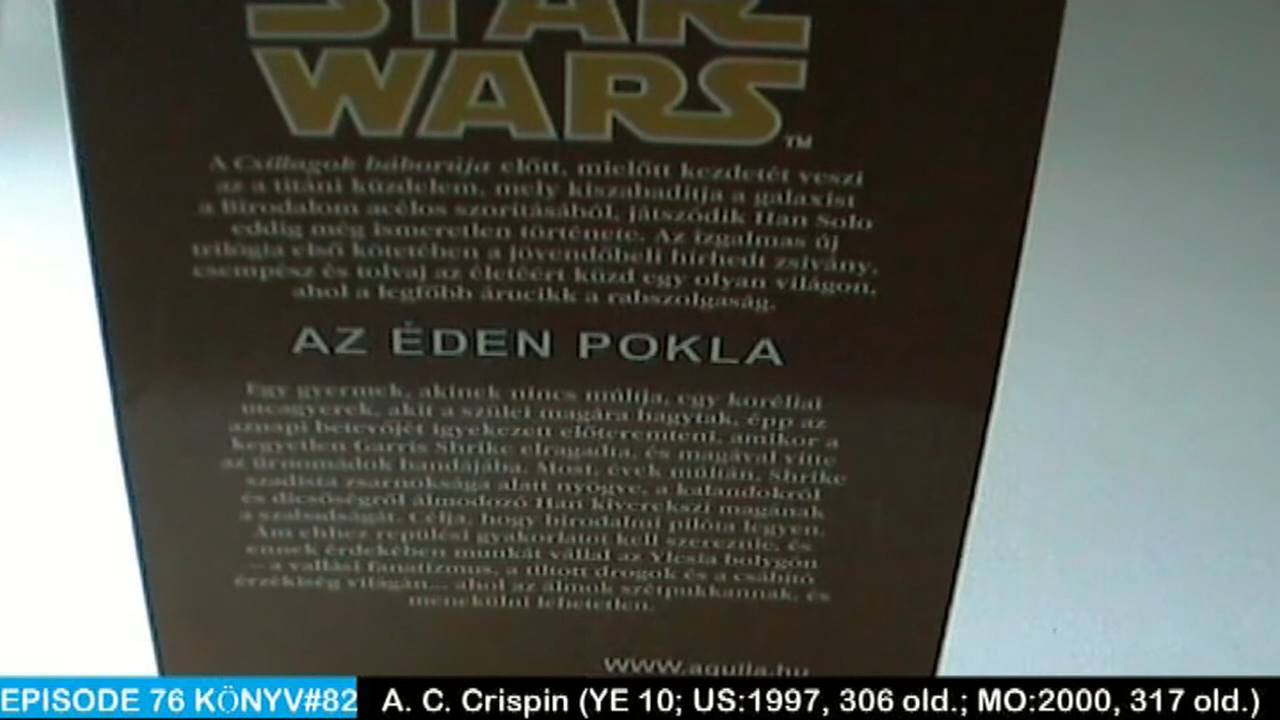 STAR
WARS™
A Csillagok háborúja előtt, mielőtt kezdetét veszi
az a titáni küzdelem, mely kiszabadítja a galaxist
a Birodalom acélos szorításából, játszódik Han Solo
eddig még ismeretlen története. Az izgalmas új
trilógia első kötetében a jövendőbeli hírhedt zsivány,
csempész és tolvaj az életéért küzd egy olyan világon,
ahol a legfőbb árucikk a rabszolgaság.
AZ ÉDEN POKLA
Egy gyermek, akinek nincs múltja, egy koréliai
utcagyerek, akit a szülei magára hagytak, épp az
aznapi betevőjét igyekezett előteremteni, amikor a
kegyetlen Garris Shrike elragadta, és magával vitte
az űrnomádok bandájába. Most, évek múltán, Shrike
szadista zsarnoksága alatt nyögve, a kalandokról
és dicsőségről álmodozó Han kiverekszi magának
a szabadságát. Célja, hogy birodalmi pilóta legyen.
Ám ehhez repülési gyakorlatot kell szereznie, és
ennek érdekében munkát vállal az Ylesia bolygón
– a vallási fanatizmus, a tiltott drogok és a csábító
érzékiség világán... ahol az álmok szétpukkannak, és
menekülni lehetetlen.
www.aquila.hu
EPISODE 76 KÖNYV#82 A. C. Crispin (YE 10; US:1997, 306 old.; MO:2000, 317 old.)